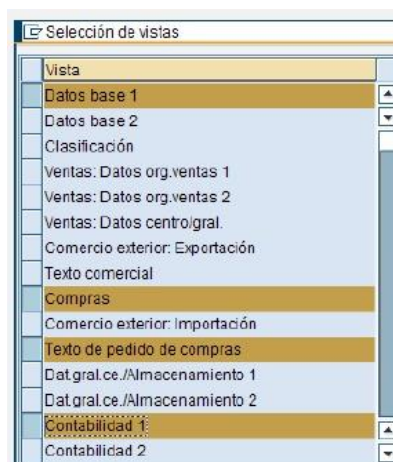 Selección de vistas
Vista
Datos base 1
Datos base 2
Clasificación
Ventas: Datos org.ventas 1
Ventas: Datos org.ventas 2
Ventas: Datos centro/gral.
Comercio exterior: Exportación
Texto comercial
Compras
Comercio exterior: Importación
Texto de pedido de compras
Dat.gral.ce./Almacenamiento 1
Dat.gral.ce./Almacenamiento 2
Contabilidad 1
Contabilidad 2